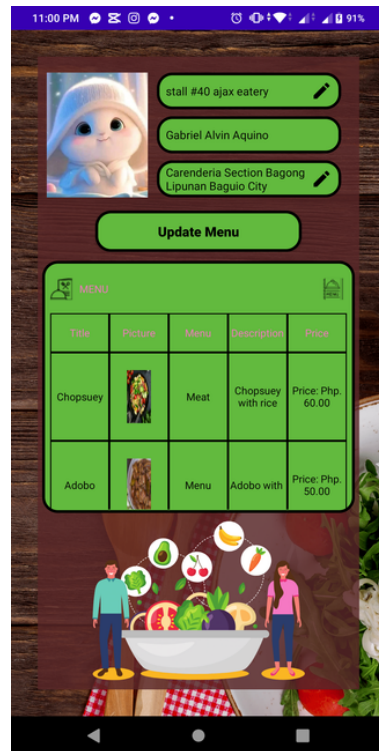 11:00 PM
91%
stall #40 ajax eatery
Gabriel Alvin Aquino
Carenderia Section Bagong
Lipunan Baguio City
Update Menu
MENU
MENU
Title Picture Menu Description Price
Chopsuey Meat Chopsuey
with rice Price: Php.
60.00
Adobo Menu Adobo with Price: Php.
50.00